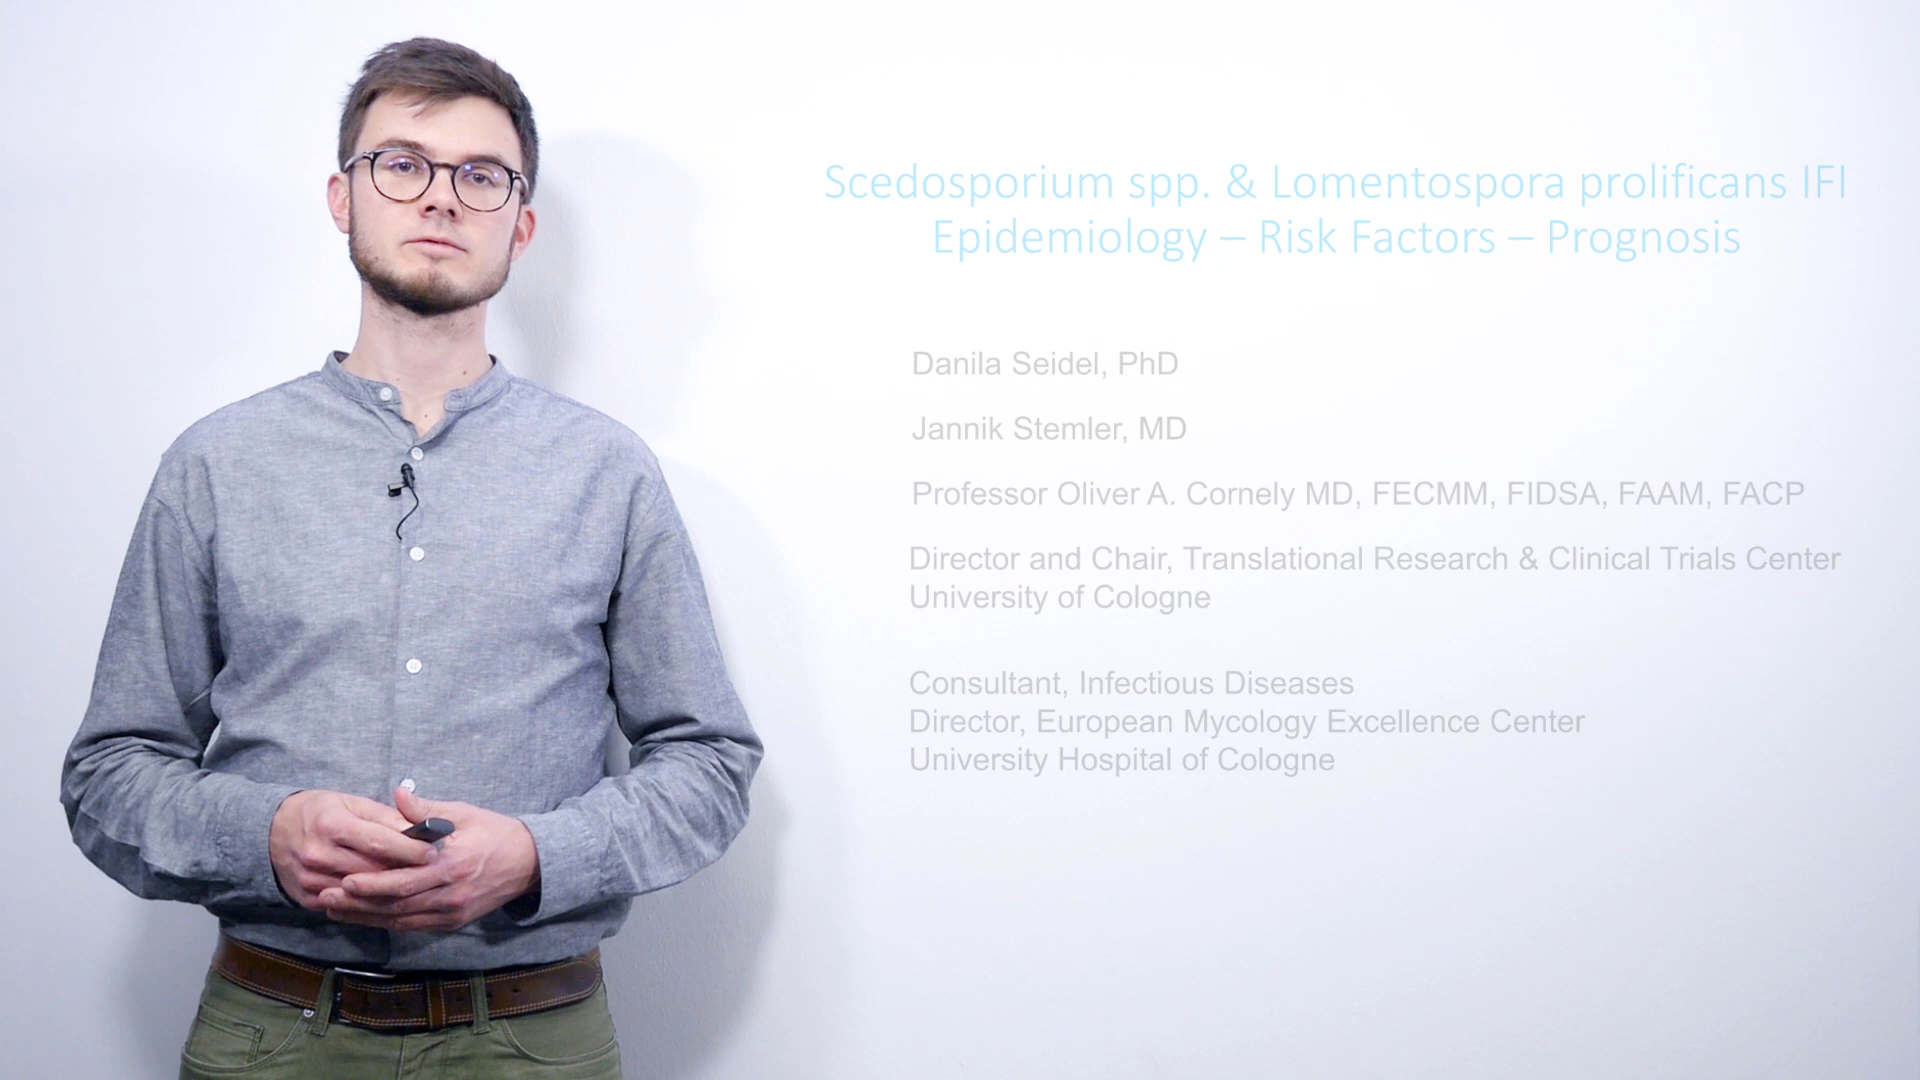 Scedosporium spp. & Lomentospora prolificans IFI
Epidemiology – Risk Factors – Prognosis
Danila Seidel, PhD
Jannik Stemler, MD
Professor Oliver A. Cornely MD, FECMM, FIDSA, FAAM, FACP
Director and Chair, Translational Research & Clinical Trials Center
University of Cologne
Consultant, Infectious Diseases
Director, European Mycology Excellence Center
University Hospital of Cologne